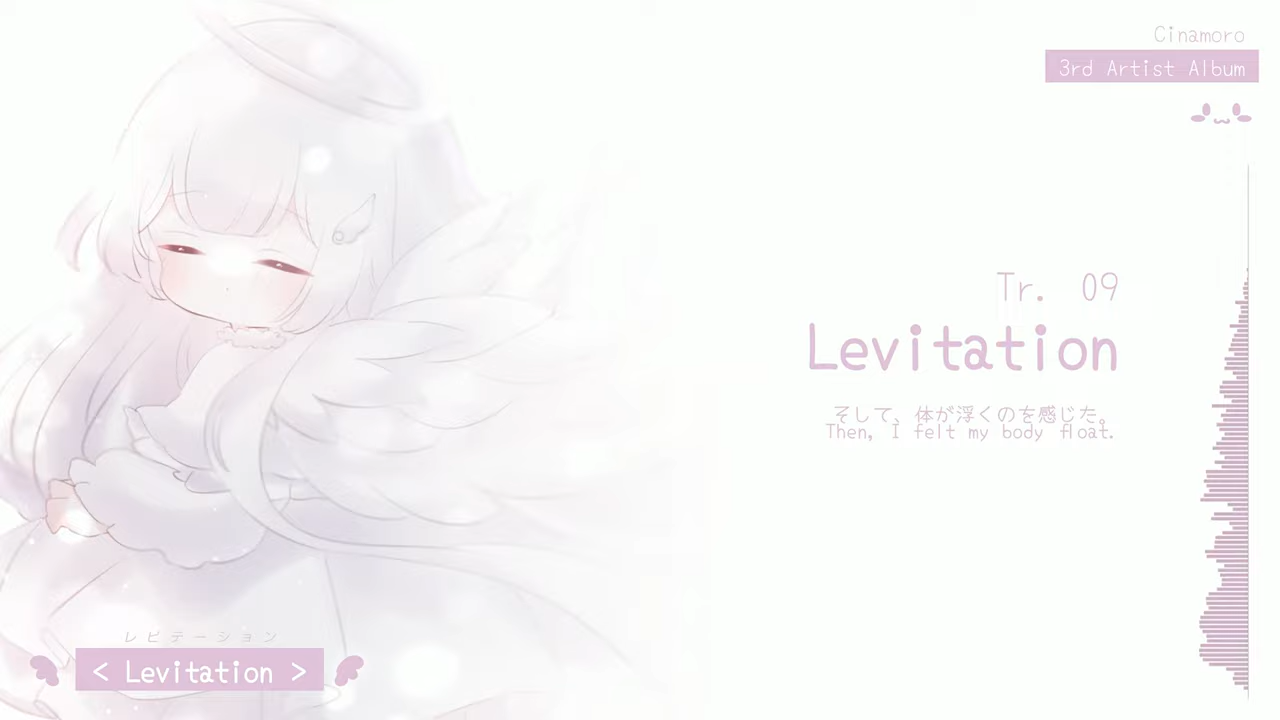 Cinamoro
3rd Artist Album
Tr. 09
Levitation
そして、体が浮くのを感じた。
Then, I felt my body float.
レビテーション
< Levitation >